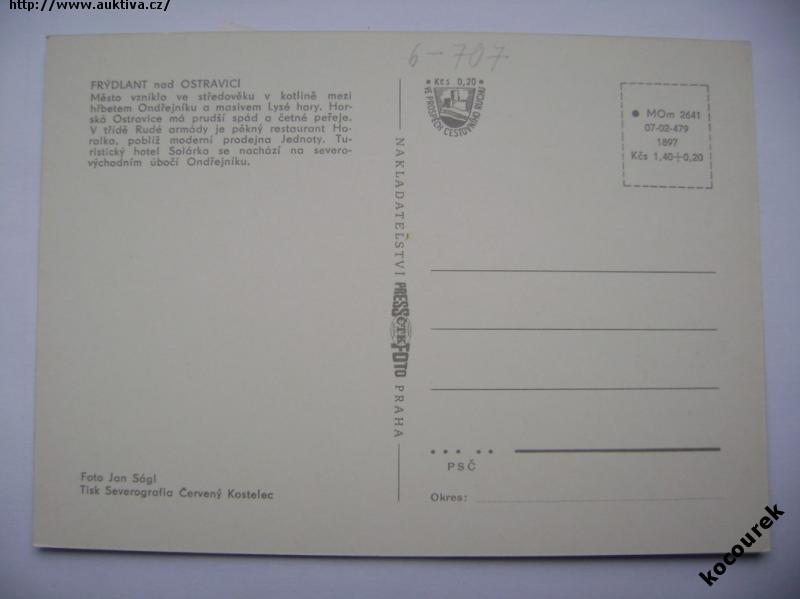 http://www.auktiva.cz/
6-707
FRÝDLANT nad OSTRAVICÍ
Město vzniklo ve středověku v kotlině mezi
hřbetem Ondřejníku a masivem Lysé hory. Hor-
ská Ostravice má prudší spád a četné peřeje.
V třídě Rudé armády je pěkný restaurant Ho-
ralka, poblíž moderní prodejna Jednoty. Tu-
ristický hotel Solárka se nachází na severo-
východním úbočí Ondřejníku.
Foto Jan Ságl
Tisk Severografia Červený Kostelec
NAKLADATELSTVÍ PRESSFOTO PRAHA
ČTK
Kčs 0,20
VE PROSPĚCH CESTOVNÍHO RUCHU
MOm 2641
07-02-479
1897
Kčs 1,40+0,20
PSČ
Okres:
kocourek